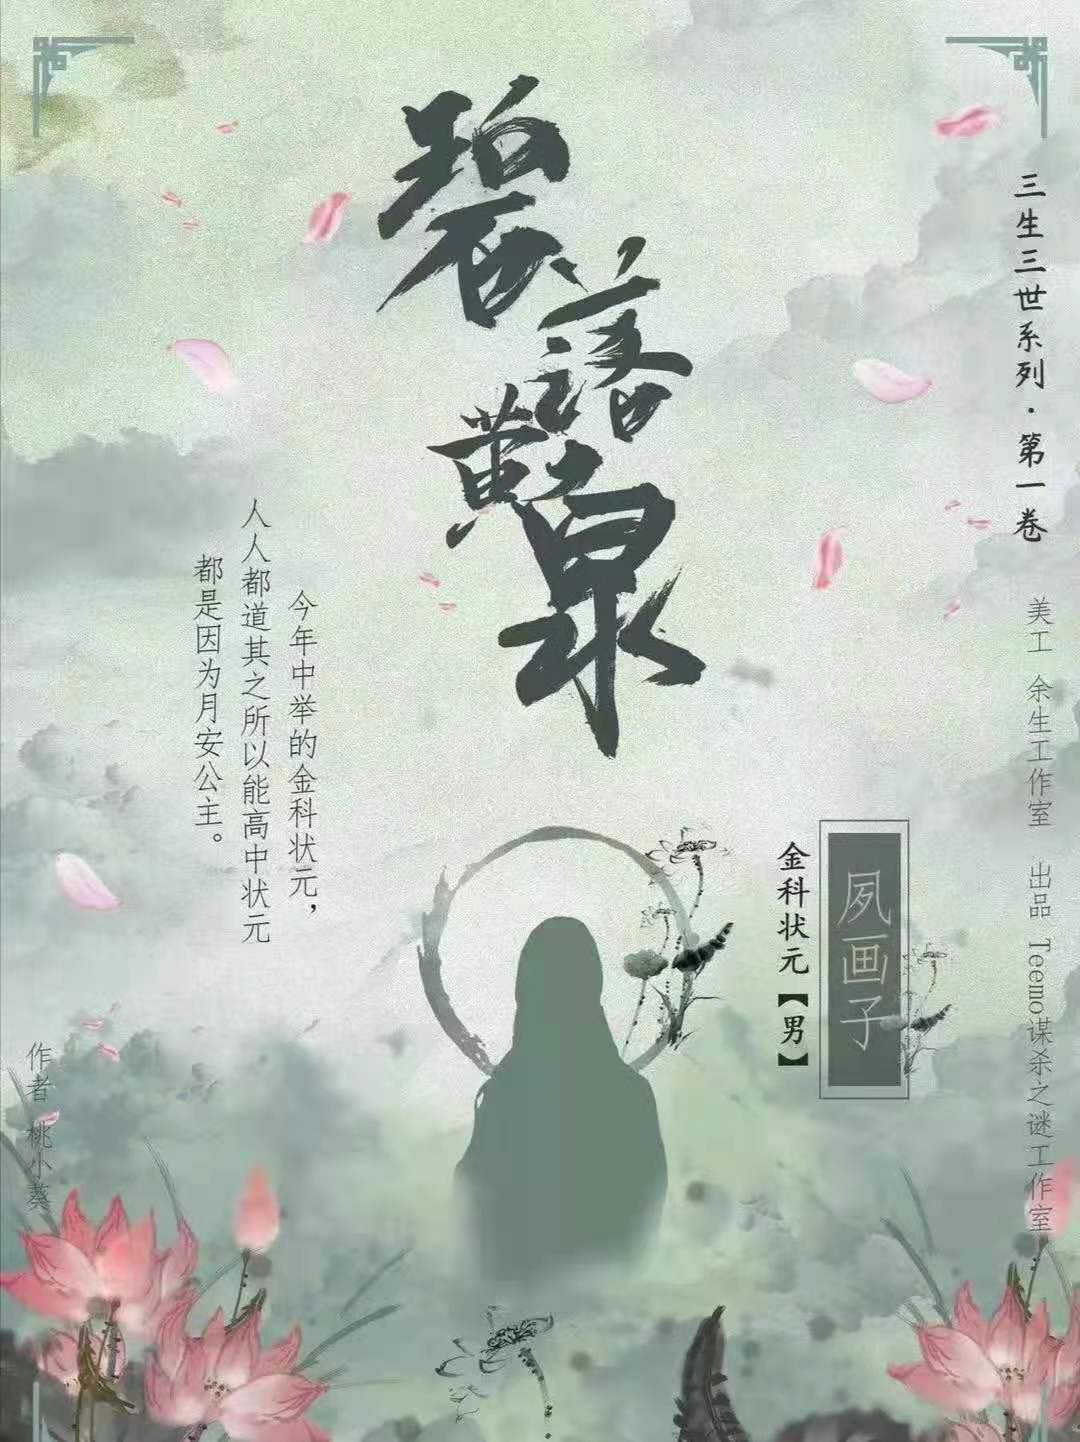 碧落黄泉
三生三世系列·第一卷
美工 余生工作室 出品 Teemo谋杀之谜工作室
今年中举的金科状元，
人人都道其之所以能高中状元
都是因为月安公主。
夙画子
金科状元【男】
作者 桃小葵